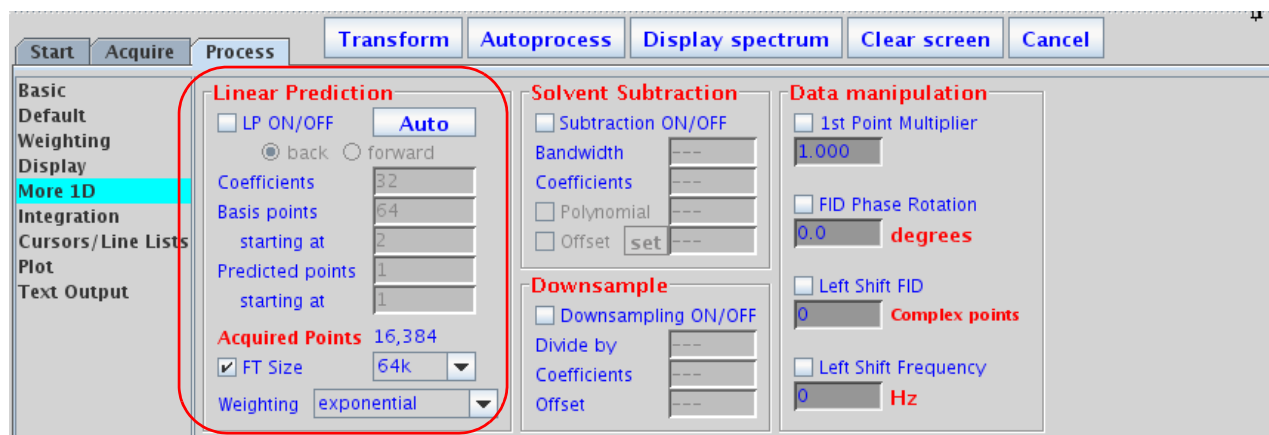 Start Acquire Process Transform Autoprocess Display spectrum Clear screen Cancel
Basic
Default
Weighting
Display
More 1D
Integration
Cursors/Line Lists
Plot
Text Output
Linear Prediction
LP ON/OFF Auto
back forward
Coefficients 32
Basis points 64
starting at 2
Predicted points 1
starting at 1
Acquired Points 16,384
FT Size 64k
Weighting exponential
Solvent Subtraction
Subtraction ON/OFF
Bandwidth ---
Coefficients ---
Polynomial ---
Offset set ---
Downsample
Downsampling ON/OFF
Divide by ---
Coefficients ---
Offset ---
Data manipulation
1st Point Multiplier
1.000
FID Phase Rotation
0.0 degrees
Left Shift FID
0 Complex points
Left Shift Frequency
0 Hz